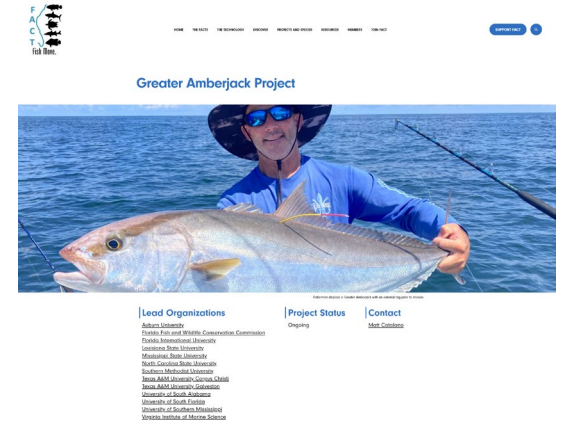 F
A
C
T
Fish Move.
HOME THE FACTS THE TECHNOLOGY DISCOVER PROJECTS AND SPECIES RESOURCES MEMBERS JOIN FACT
SUPPORT FACT
Greater Amberjack Project
Lead Organizations
Auburn University
Florida Fish and Wildlife Conservation Commission
Florida International University
Louisiana State University
Mississippi State University
North Carolina State University
Southern Methodist University
Texas A&M University Corpus Christi
Texas A&M University Galveston
University of South Alabama
University of South Florida
University of Southern Mississippi
Virginia Institute of Marine Science
Project Status
Ongoing
Contact
Matt Catalano